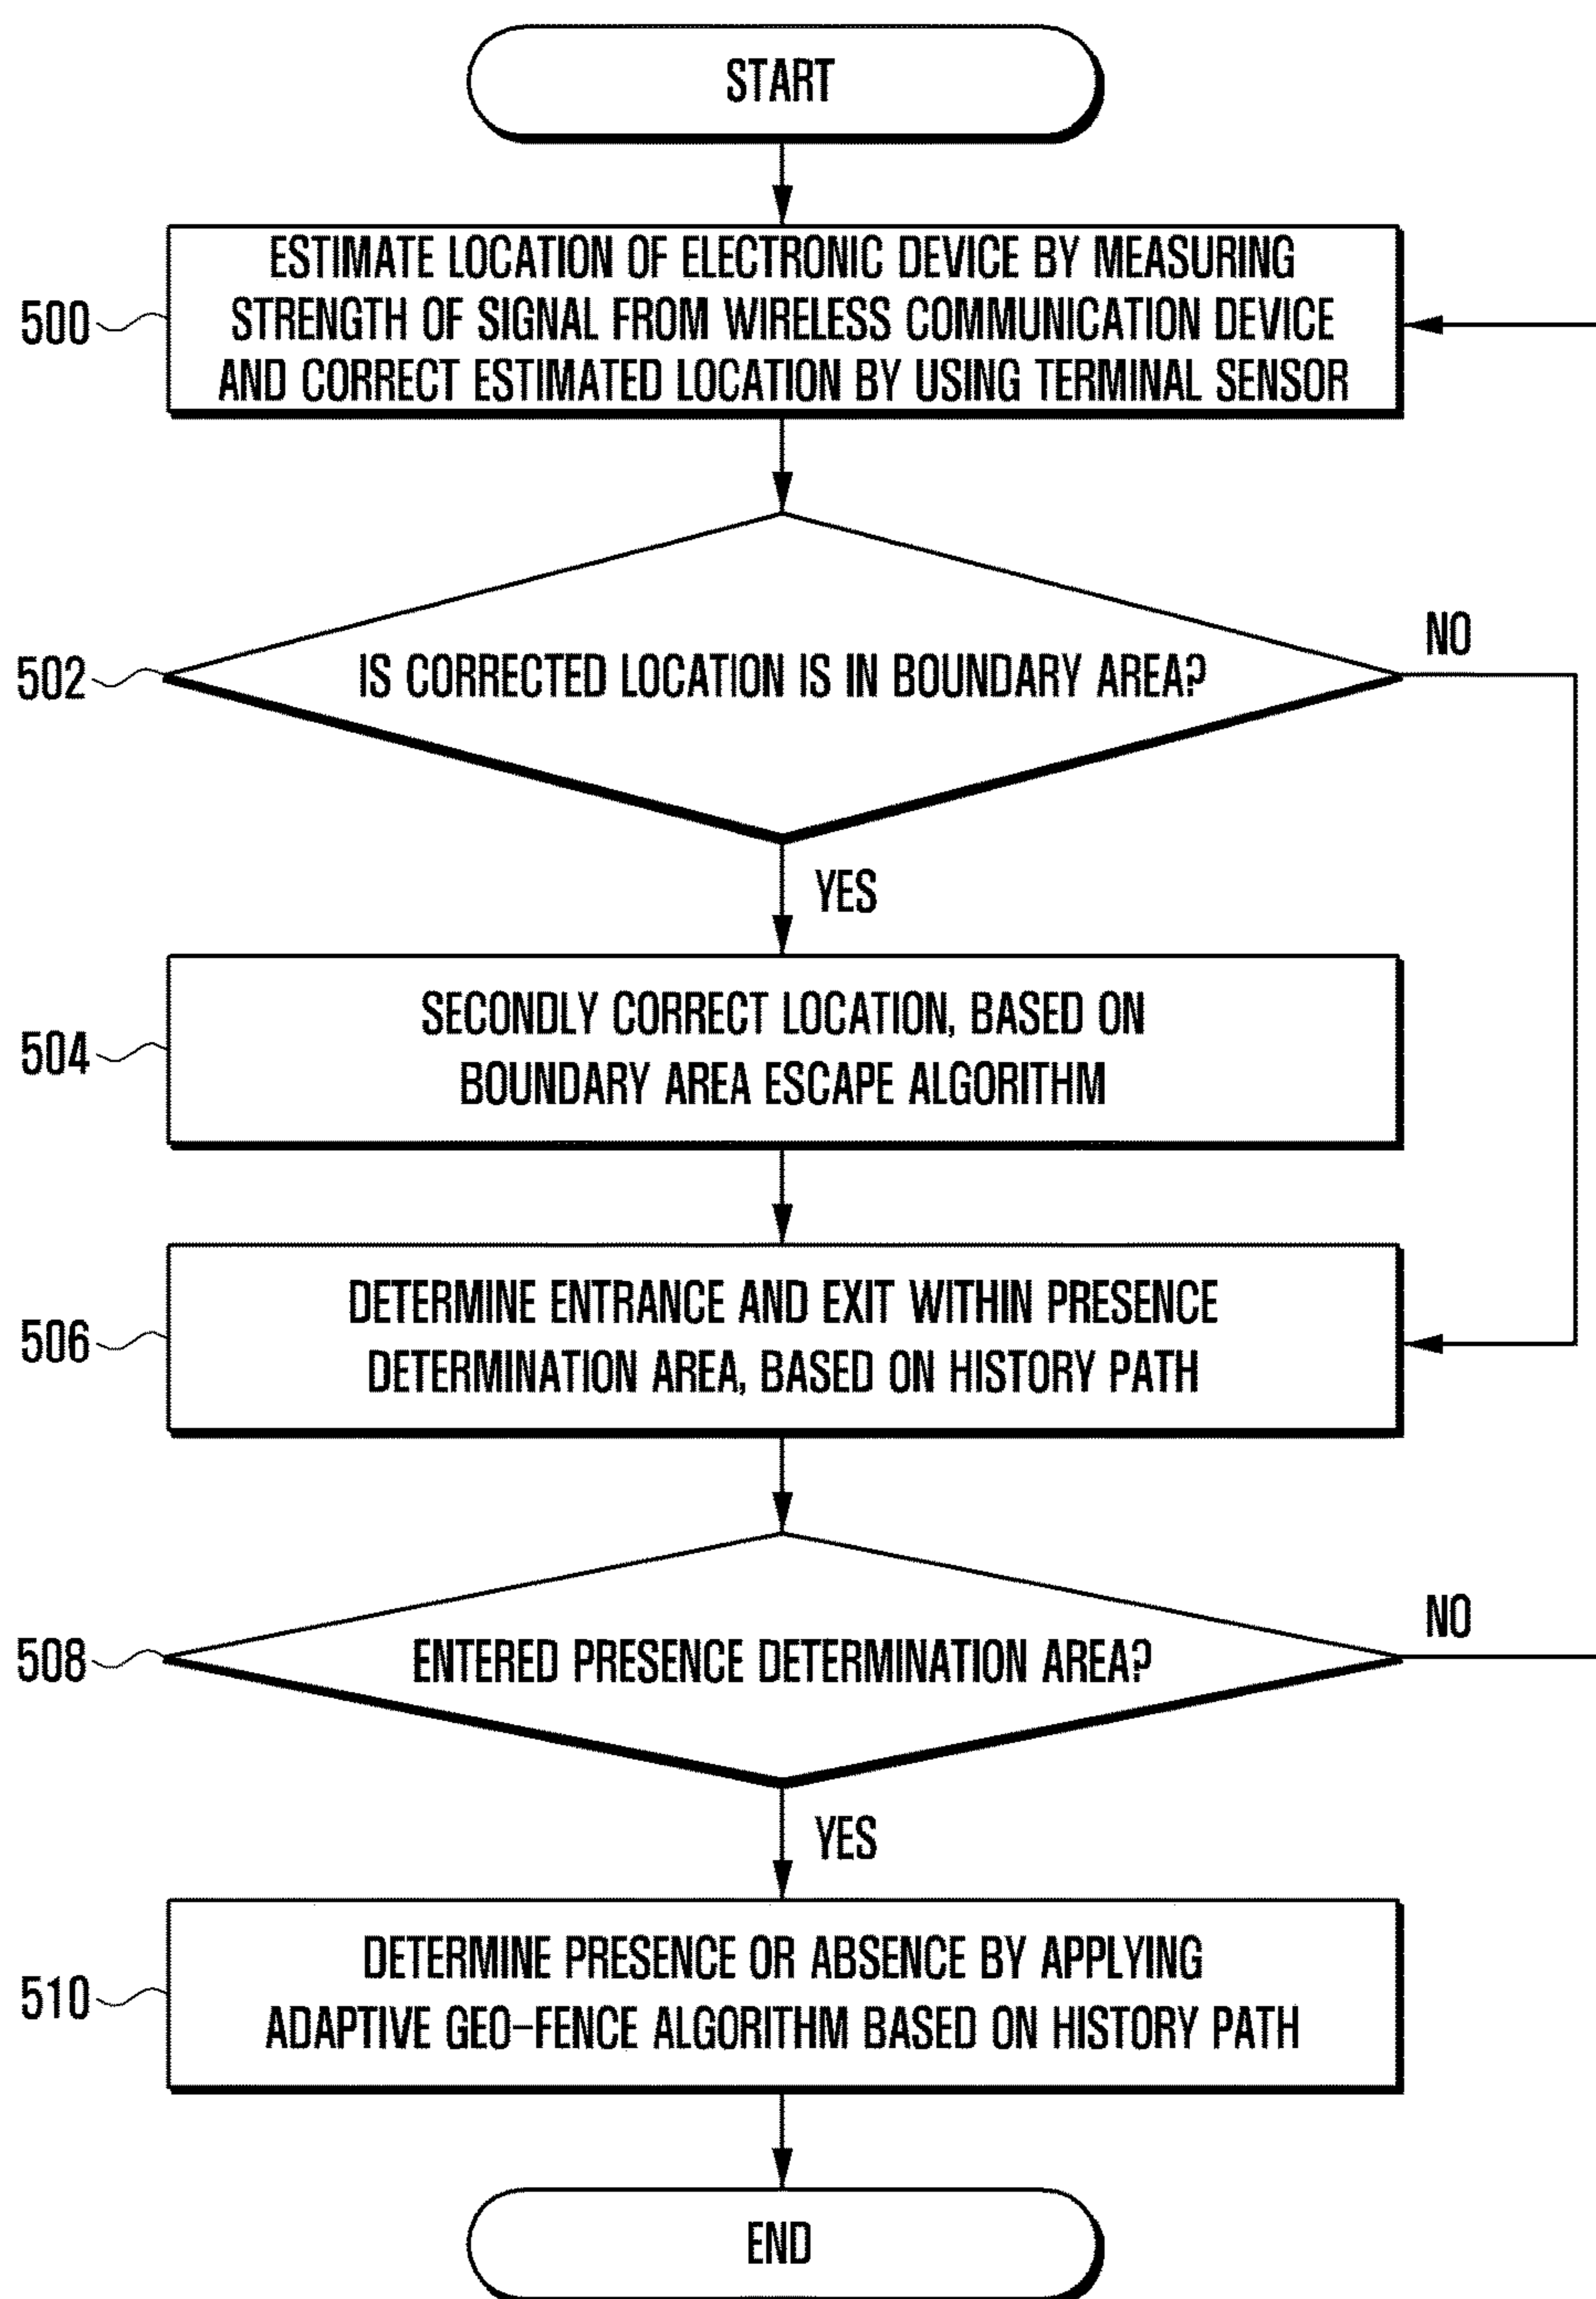 START
500
ESTIMATE LOCATION OF ELECTRONIC DEVICE BY MEASURING
STRENGTH OF SIGNAL FROM WIRELESS COMMUNICATION DEVICE
AND CORRECT ESTIMATED LOCATION BY USING TERMINAL SENSOR
502
IS CORRECTED LOCATION IS IN BOUNDARY AREA?
NO
YES
504
SECONDLY CORRECT LOCATION, BASED ON
BOUNDARY AREA ESCAPE ALGORITHM
506
DETERMINE ENTRANCE AND EXIT WITHIN PRESENCE
DETERMINATION AREA, BASED ON HISTORY PATH
508
ENTERED PRESENCE DETERMINATION AREA?
NO
YES
510
DETERMINE PRESENCE OR ABSENCE BY APPLYING
ADAPTIVE GEO-FENCE ALGORITHM BASED ON HISTORY PATH
END